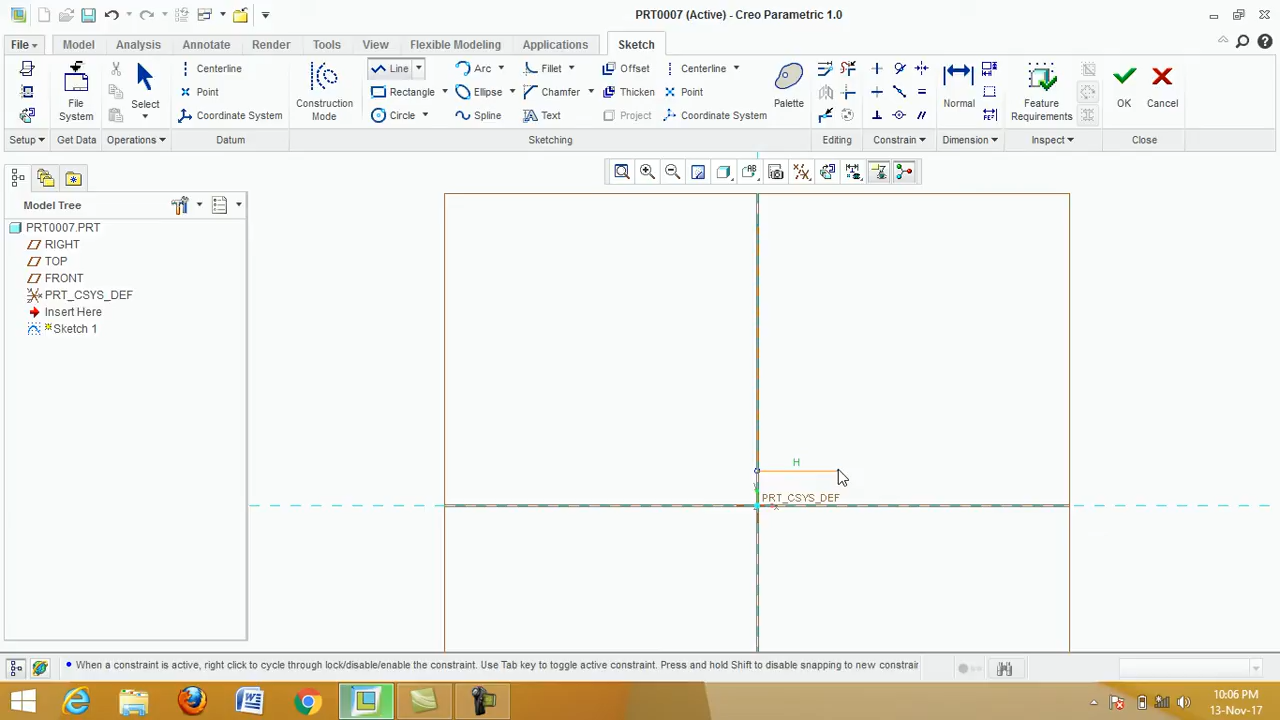 PRT0007 (Active) - Creo Parametric 1.0
File Model Analysis Annotate Render Tools View Flexible Modeling Applications Sketch
Centerline Line Arc Fillet Offset Centerline
Point Rectangle Ellipse Chamfer Thicken Point
Coordinate System Circle Spline Text Project Coordinate System
File System
Select
Construction Mode
Palette
Normal
Feature Requirements
OK
Cancel
Setup Get Data Operations Datum Sketching Editing Constrain Dimension Inspect Close
Model Tree
PRT0007.PRT
RIGHT
TOP
FRONT
PRT_CSYS_DEF
Insert Here
Sketch 1
H
PRT_CSYS_DEF
When a constraint is active, right click to cycle through lock/disable/enable the constraint. Use Tab key to toggle active constraint. Press and hold Shift to disable snapping to new constrain
10:06 PM
13-Nov-17